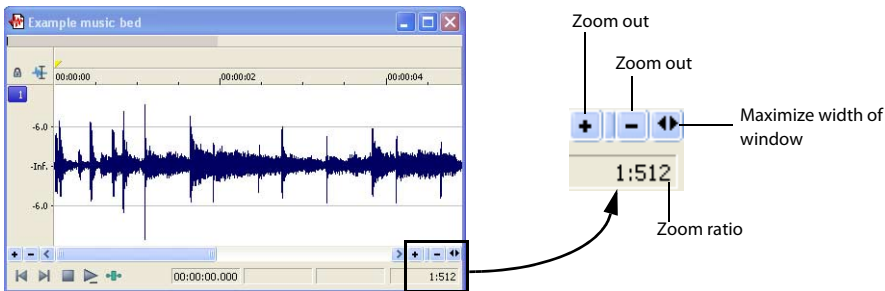 Example music bed
00:00:00
00:00:02
00:00:04
1
-6.0
-Inf.
-6.0
00:00:00.000
1:512
Zoom out
Zoom out
Maximize width of
window
1:512
Zoom ratio